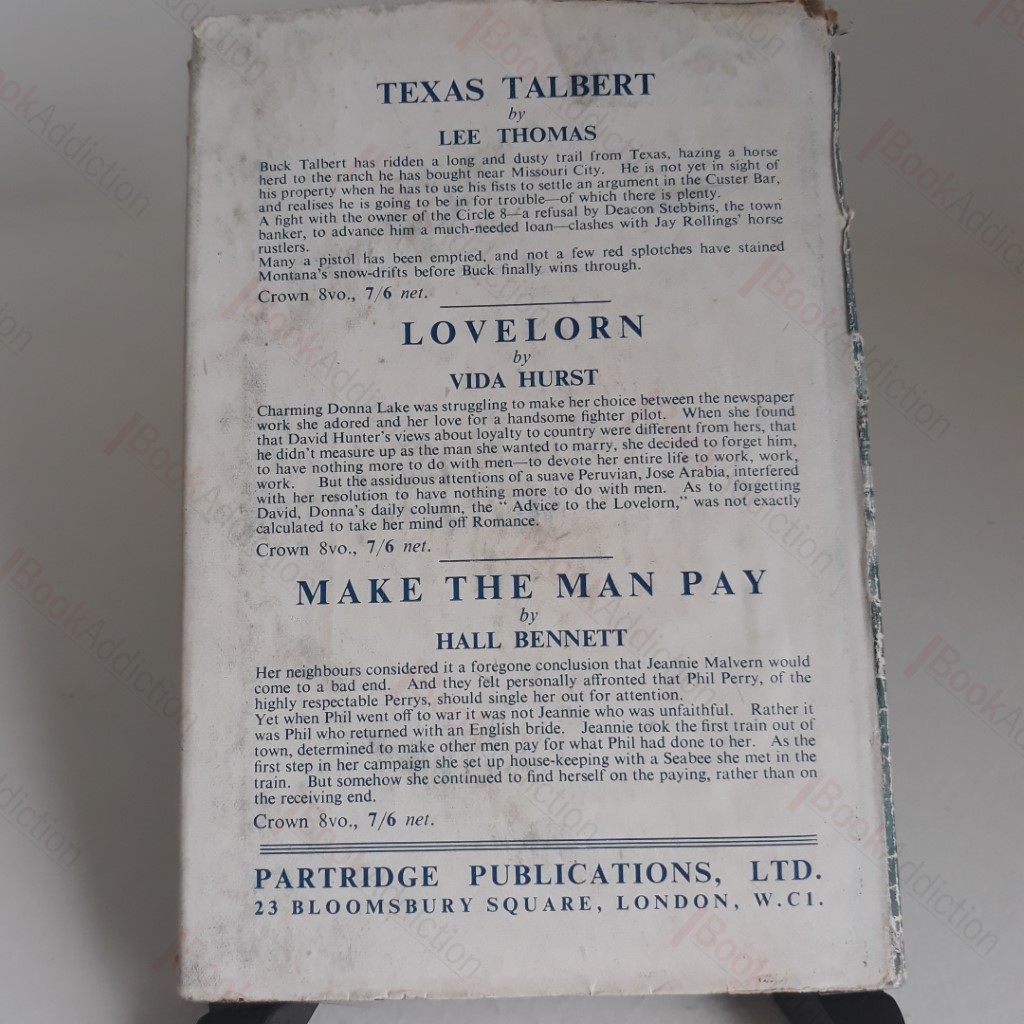 TEXAS TALBERT
by
LEE THOMAS
Buck Talbert has ridden a long and dusty trail from Texas, hazing a horse
herd to the ranch he has bought near Missouri City. He is not yet in sight of
his property when he has to use his fists to settle an argument in the Custer Bar,
and realises he is going to be in for trouble—of which there is plenty.
A fight with the owner of the Circle 8—a refusal by Deacon Stebbins, the town
banker, to advance him a much-needed loan—clashes with Jay Rollings' horse
rustlers.
Many a pistol has been emptied, and not a few red splotches have stained
Montana's snow-drifts before Buck finally wins through.
Crown 8vo., 7/6 net.
LOVELORN
by
VIDA HURST
Charming Donna Lake was struggling to make her choice between the newspaper
work she adored and her love for a handsome fighter pilot. When she found
that David Hunter's views about loyalty to country were different from hers, that
he didn't measure up as the man she wanted to marry, she decided to forget him,
to have nothing more to do with men—to devote her entire life to work, work,
work. But the assiduous attentions of a suave Peruvian, Jose Arabia, interfered
with her resolution to have nothing more to do with men. As to forgetting
David, Donna's daily column, the "Advice to the Lovelorn," was not exactly
calculated to take her mind off Romance.
Crown 8vo., 7/6 net.
MAKE THE MAN PAY
by
HALL BENNETT
Her neighbours considered it a foregone conclusion that Jeannie Malvern would
come to a bad end. And they felt personally affronted that Phil Perry, of the
highly respectable Perrys, should single her out for attention.
Yet when Phil went off to war it was not Jeannie who was unfaithful. Rather it
was Phil who returned with an English bride. Jeannie took the first train out of
town, determined to make other men pay for what Phil had done to her. As the
first step in her campaign she set up house-keeping with a Seabee she met in the
train. But somehow she continued to find herself on the paying, rather than on
the receiving end.
Crown 8vo., 7/6 net.
PARTRIDGE PUBLICATIONS, LTD.
23 BLOOMSBURY SQUARE, LONDON, W.C1.
BookAddiction